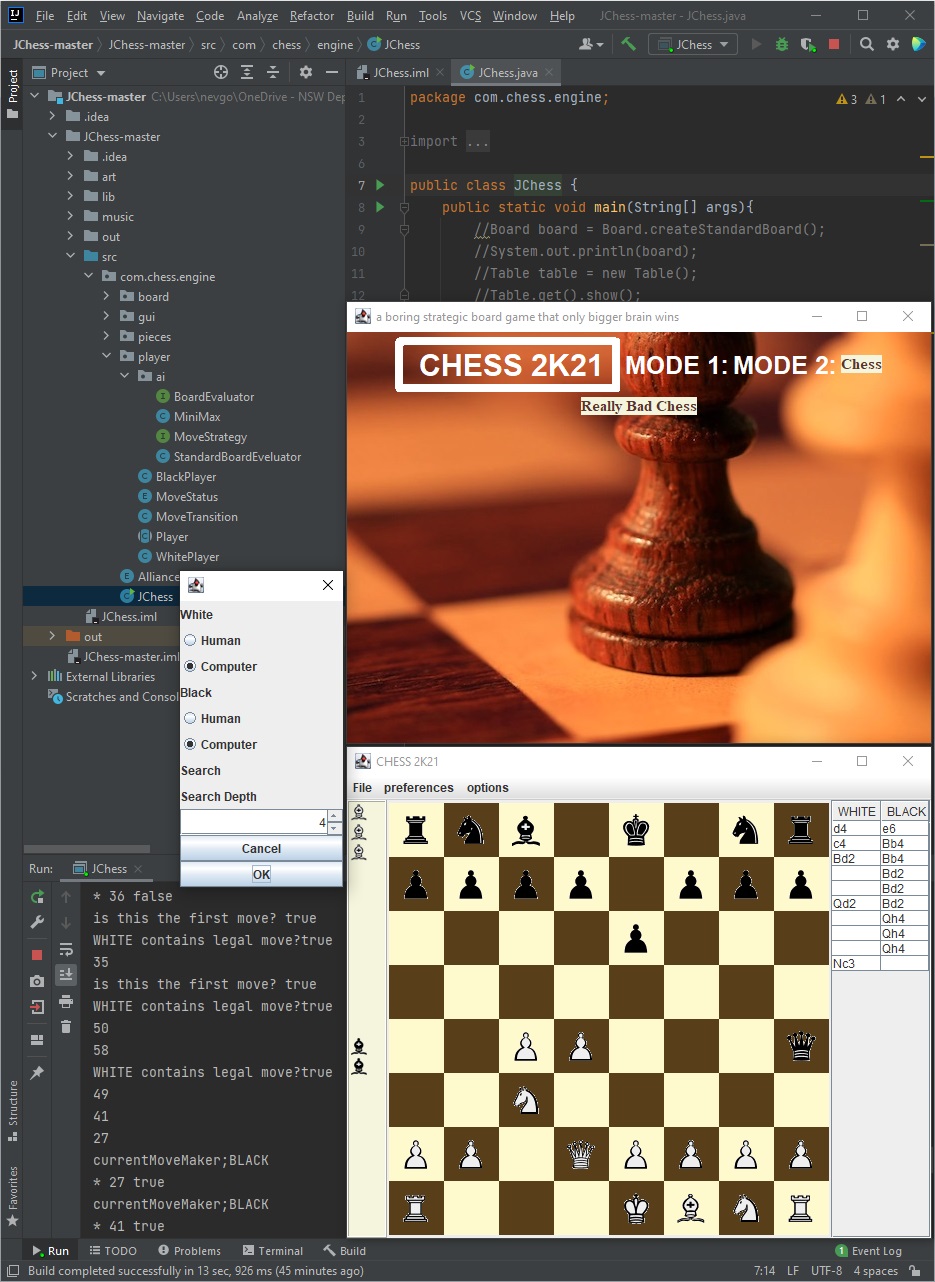 File Edit View Navigate Code Analyze Refactor Build Run Tools VCS Window Help JChess-master - JChess.java
JChess-master JChess-master src com chess engine JChess
JChess
Project
JChess.iml JChess.java
Project
JChess-master C:\Users\nevgo\OneDrive - NSW Dep
.idea
JChess-master
.idea
art
lib
music
out
src
com.chess.engine
board
gui
pieces
player
ai
BoardEvaluator
MiniMax
MoveStrategy
StandardBoardEveluator
BlackPlayer
MoveStatus
MoveTransition
Player
WhitePlayer
Alliance
JChess
JChess.iml
out
JChess-master.iml
External Libraries
Scratches and Consol
1 package com.chess.engine;
3 1
2
3 import ...
6
7 public class JChess {
8 public static void main(String[] args){
9 //Board board = Board.createStandardBoard();
10 //System.out.println(board);
11 //Table table = new Table();
12 //Table.get().show();
a boring strategic board game that only bigger brain wins
CHESS 2K21 MODE 1: MODE 2: Chess
Really Bad Chess
White
Human
Computer
Black
Human
Computer
Search
Search Depth
4
Cancel
OK
CHESS 2K21
File preferences options
WHITE BLACK
d4 e6
c4 Bb4
Bd2 Bb4
Bd2
Bd2
Qd2 Bd2
Qh4
Qh4
Qh4
Nc3
Run: JChess
* 36 false
is this the first move? true
WHITE contains legal move?true
35
is this the first move? true
WHITE contains legal move?true
50
58
WHITE contains legal move?true
49
41
27
currentMoveMaker;BLACK
* 27 true
currentMoveMaker;BLACK
* 41 true
Structure
Favorites
Run TODO Problems Terminal Build 1 Event Log
Build completed successfully in 13 sec, 926 ms (45 minutes ago) 7:14 LF UTF-8 4 spaces